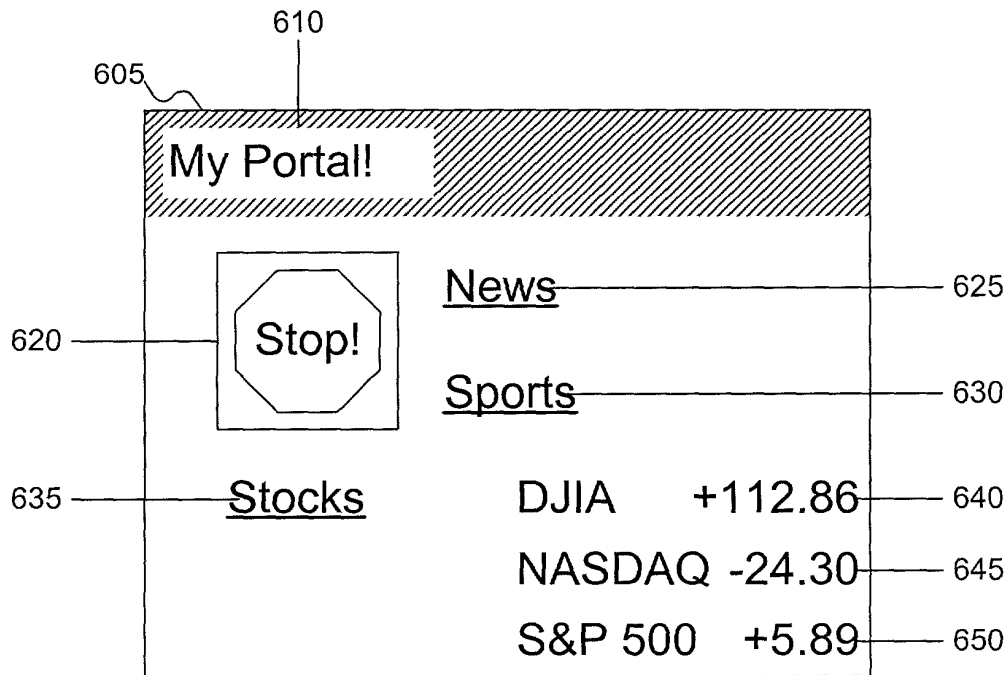 610
605
My Portal!
News 625
620 Stop!
Sports 630
635 Stocks DJIA +112.86 640
NASDAQ -24.30 645
S&P 500 +5.89 650